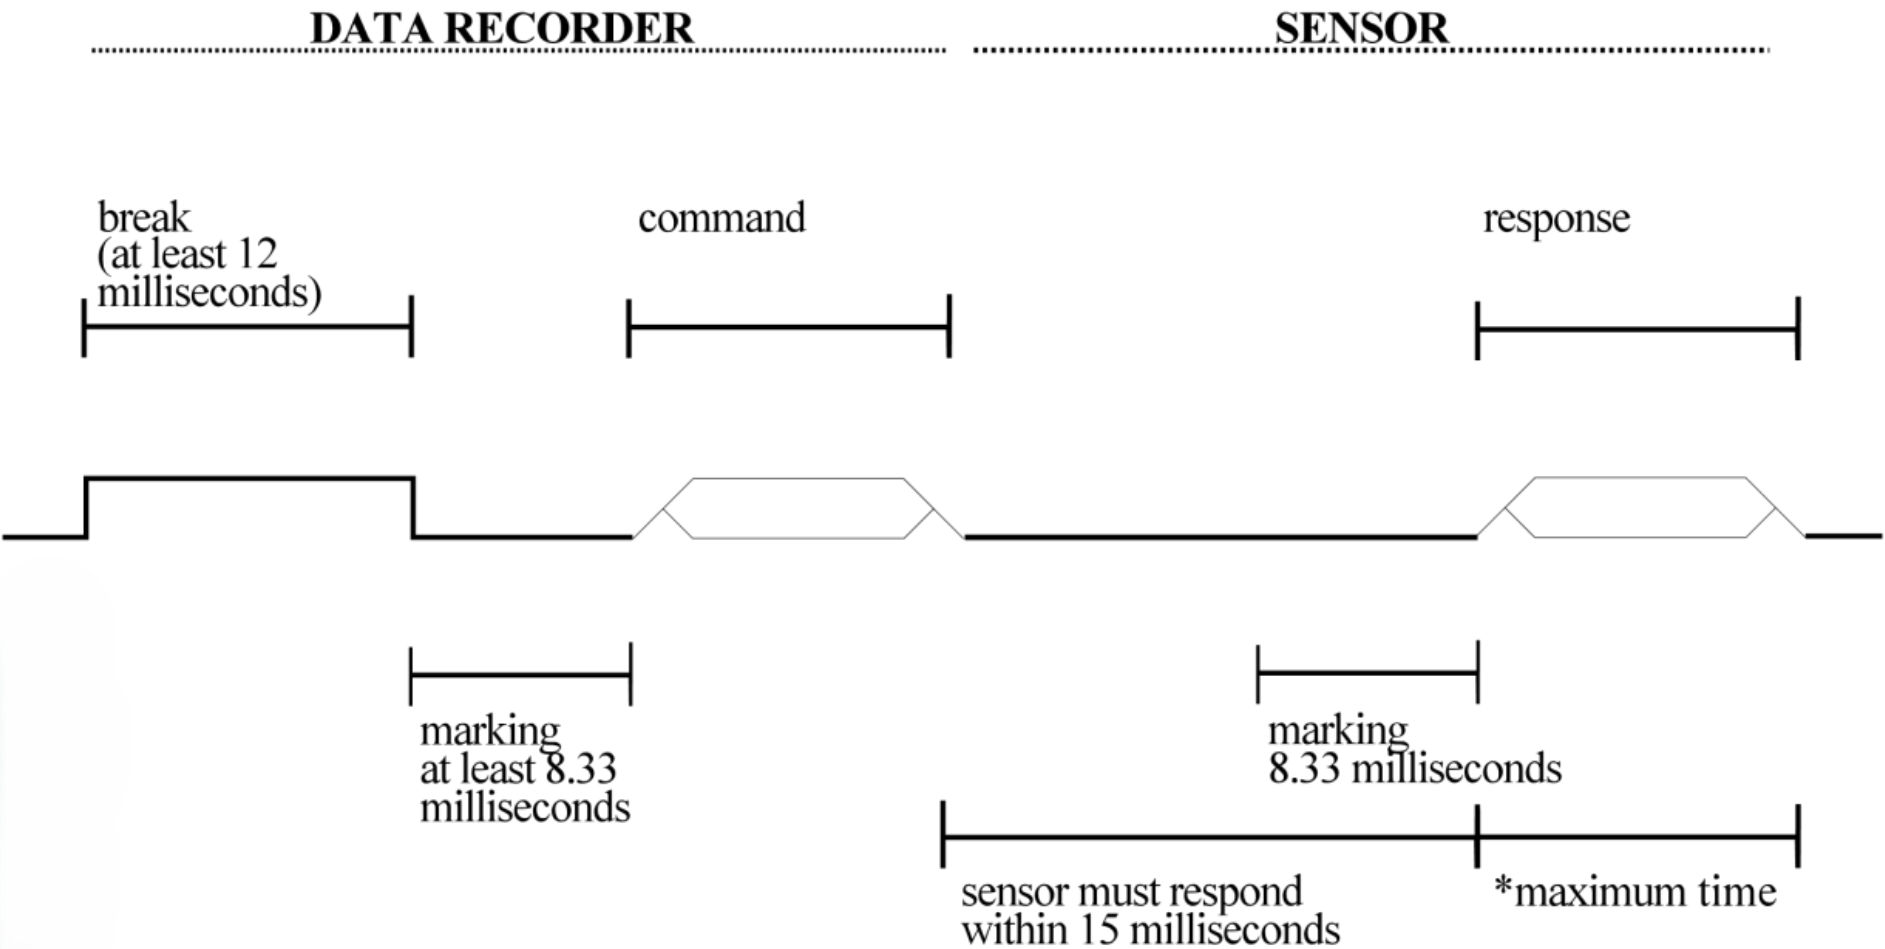 DATA RECORDER
SENSOR
break
(at least 12
milliseconds)
command
response
marking
at least 8.33
milliseconds
marking
8.33 milliseconds
sensor must respond
within 15 milliseconds
*maximum time